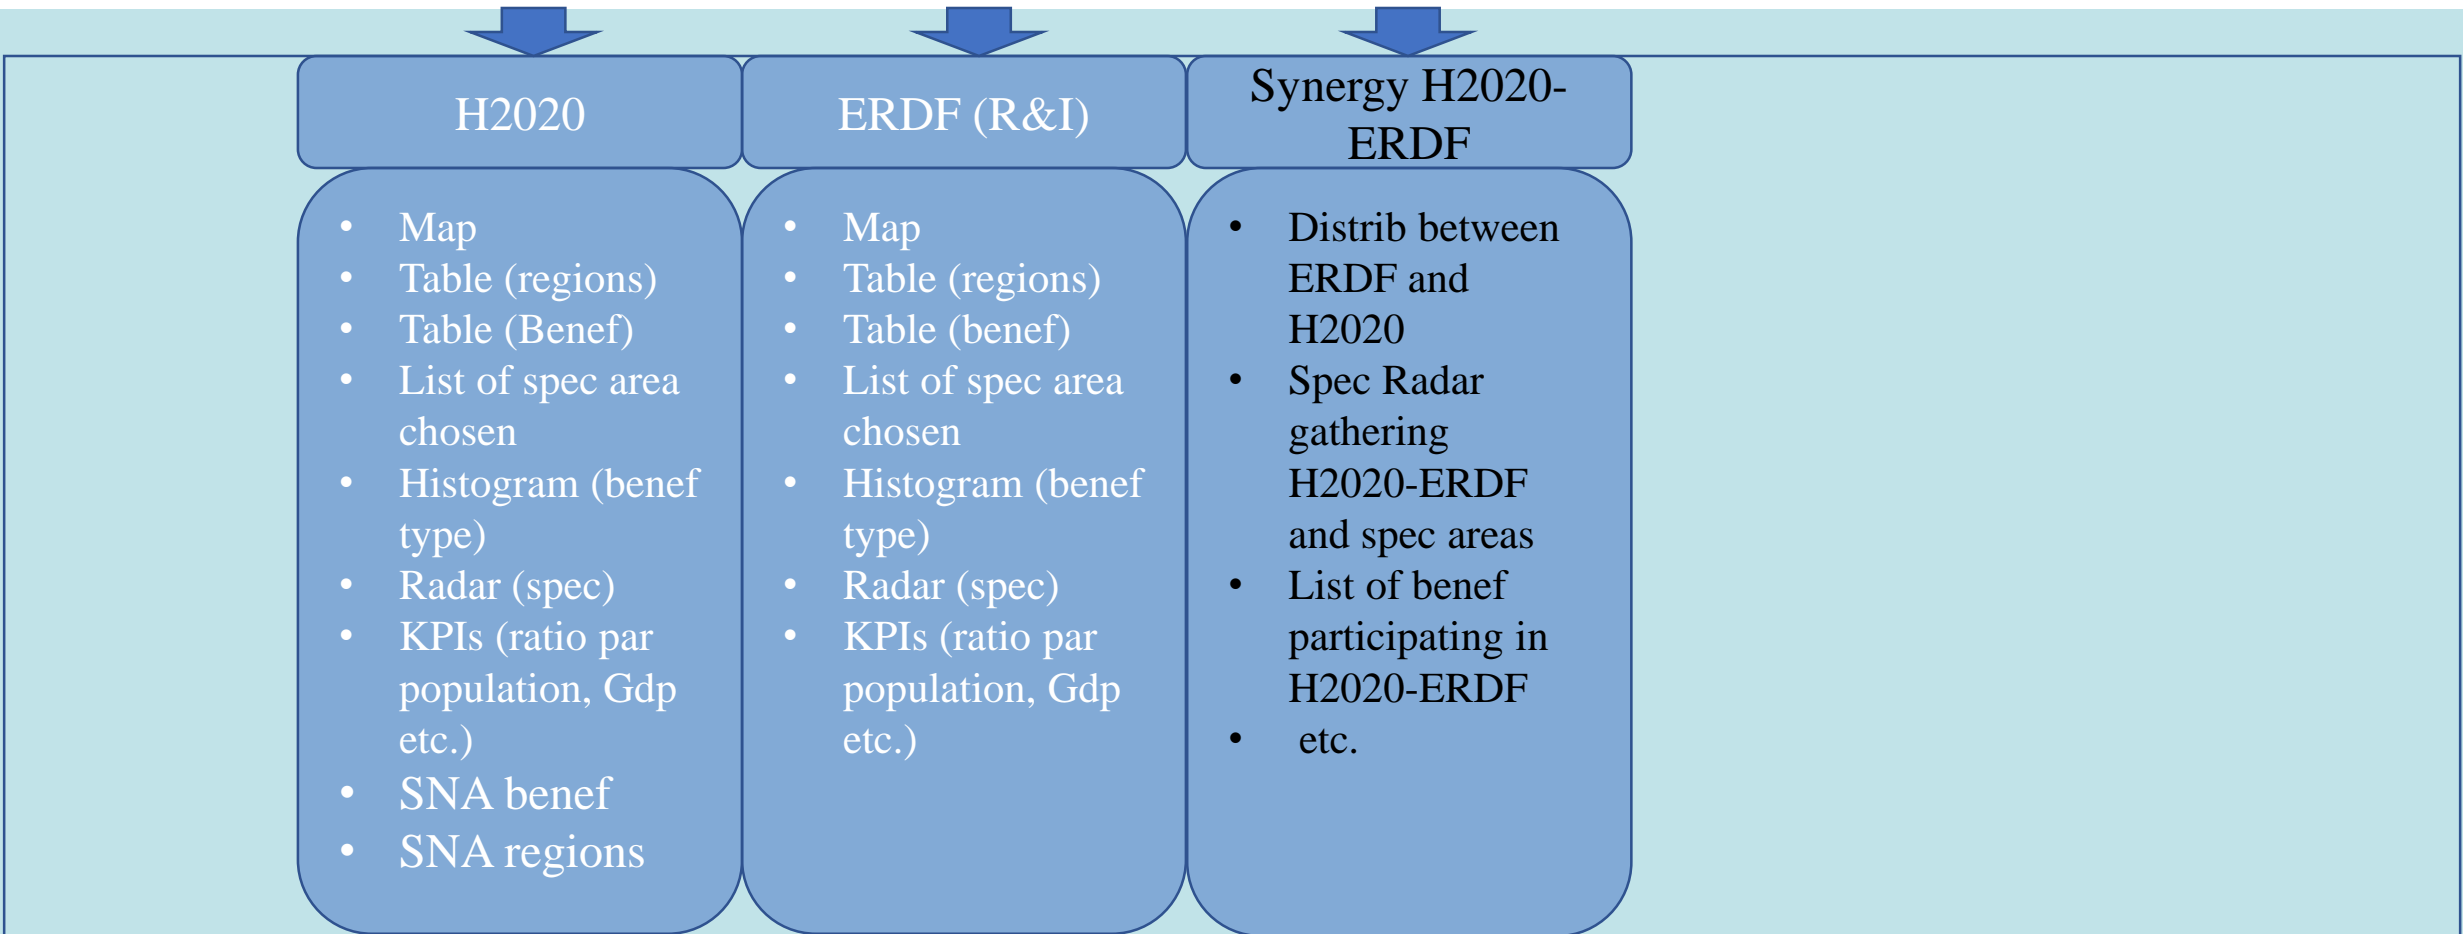 H2020
• Map
• Table (regions)
• Table (Benef)
• List of spec area
chosen
• Histogram (benef
type)
• Radar (spec)
• KPIs (ratio par
population, Gdp
etc.)
• SNA benef
• SNA regions
ERDF (R&I)
• Map
• Table (regions)
• Table (benef)
• List of spec area
chosen
• Histogram (benef
type)
• Radar (spec)
• KPIs (ratio par
population, Gdp
etc.)
Synergy H2020-
ERDF
• Distrib between
ERDF and
H2020
• Spec Radar
gathering
H2020-ERDF
and spec areas
• List of benef
participating in
H2020-ERDF
• etc.